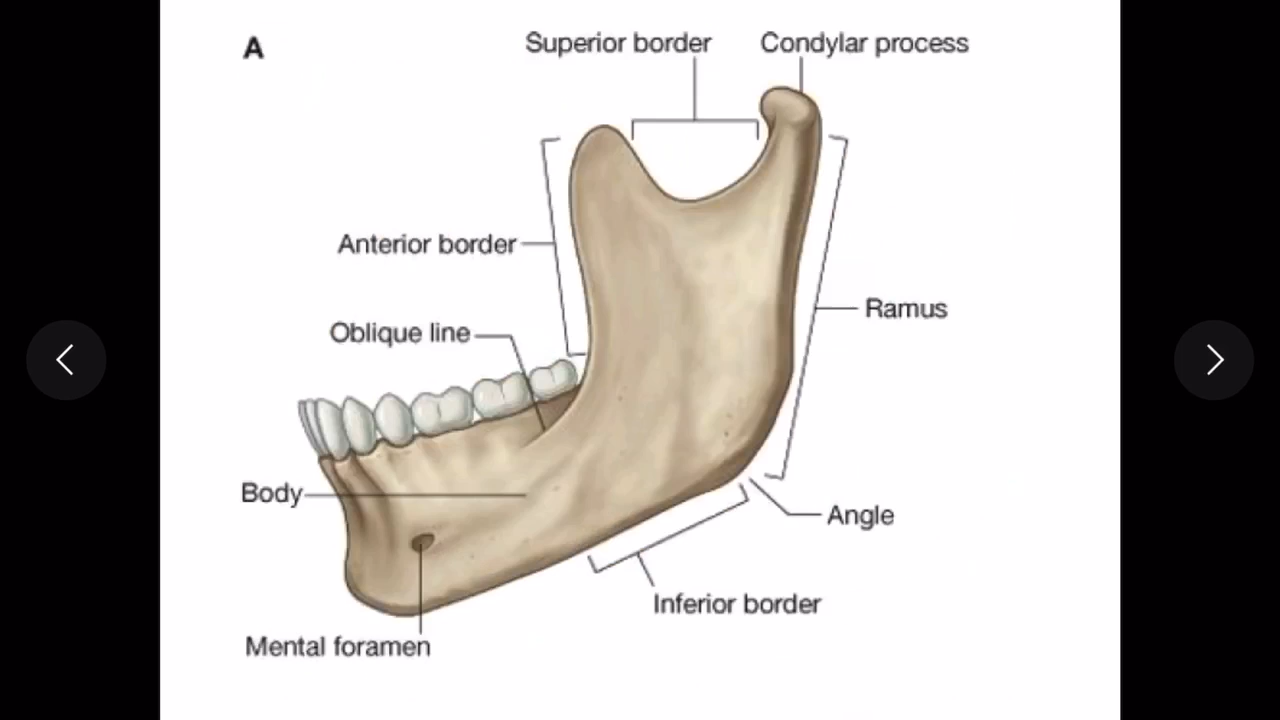 A
Superior border
Condylar process
Anterior border
Oblique line
Ramus
Body
Angle
Inferior border
Mental foramen